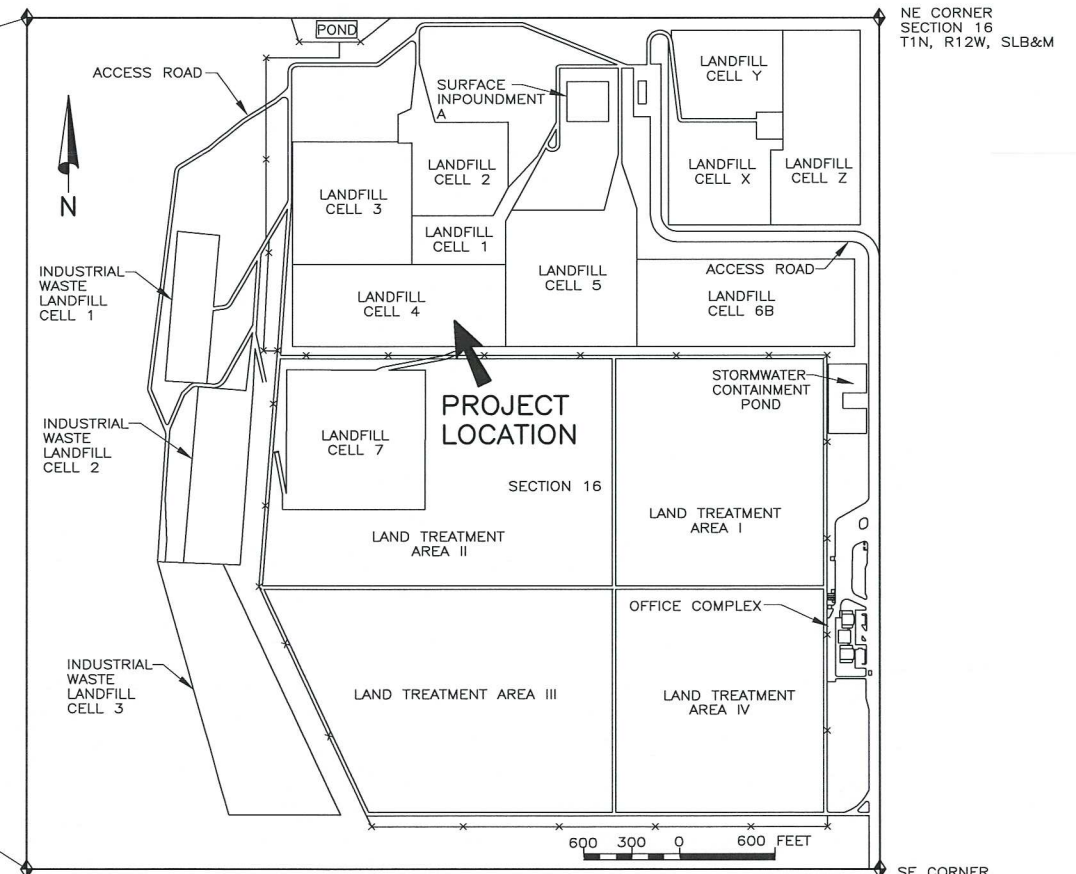 NE CORNER
SECTION 16
T1N, R12W, SLB&M
POND
ACCESS ROAD
SURFACE
INPOUNDMENT
A
LANDFILL
CELL Y
N
LANDFILL
CELL 2
LANDFILL
CELL X
LANDFILL
CELL Z
LANDFILL
CELL 3
LANDFILL
CELL 1
INDUSTRIAL
WASTE
LANDFILL
CELL 1
LANDFILL
CELL 5
ACCESS ROAD
LANDFILL
CELL 4
LANDFILL
CELL 6B
STORMWATER
CONTAINMENT
POND
PROJECT
LOCATION
INDUSTRIAL
WASTE
LANDFILL
CELL 2
LANDFILL
CELL 7
SECTION 16
LAND TREATMENT
AREA I
LAND TREATMENT
AREA II
OFFICE COMPLEX
INDUSTRIAL
WASTE
LANDFILL
CELL 3
LAND TREATMENT AREA III
LAND TREATMENT
AREA IV
600 300 0 600 FEET
SE CORNER